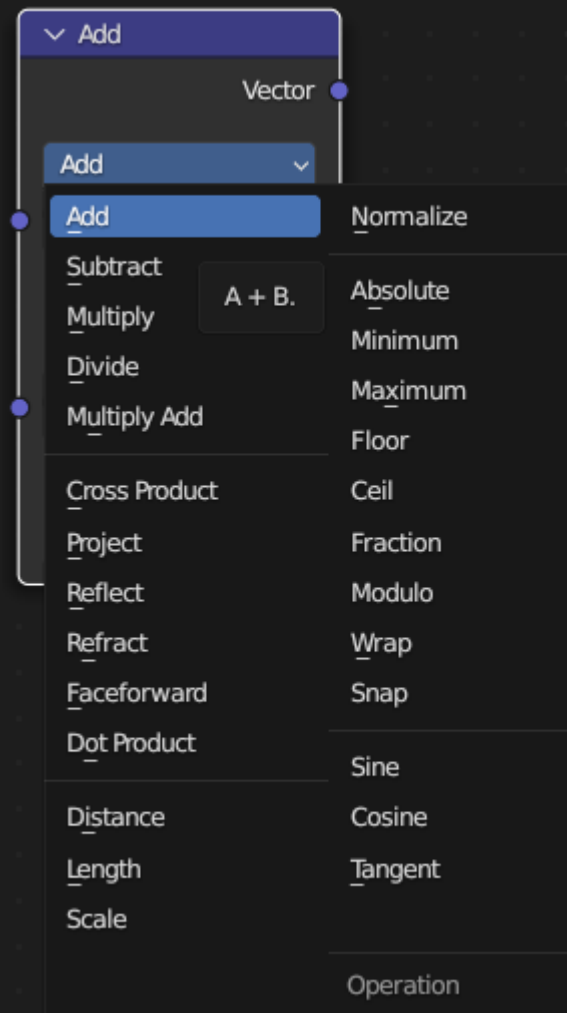 Add
Vector
Add
Add
Subtract
A + B.
Multiply
Divide
Multiply Add
Cross Product
Project
Reflect
Refract
Faceforward
Dot Product
Distance
Length
Scale
Normalize
Absolute
Minimum
Maximum
Floor
Ceil
Fraction
Modulo
Wrap
Snap
Sine
Cosine
Tangent
Operation